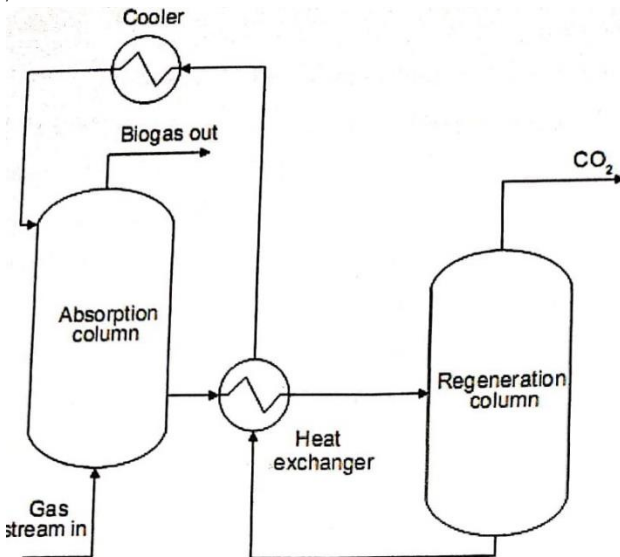 Cooler
Biogas out
CO₂
Absorption
column
Regeneration
column
Heat
exchanger
Gas
stream in